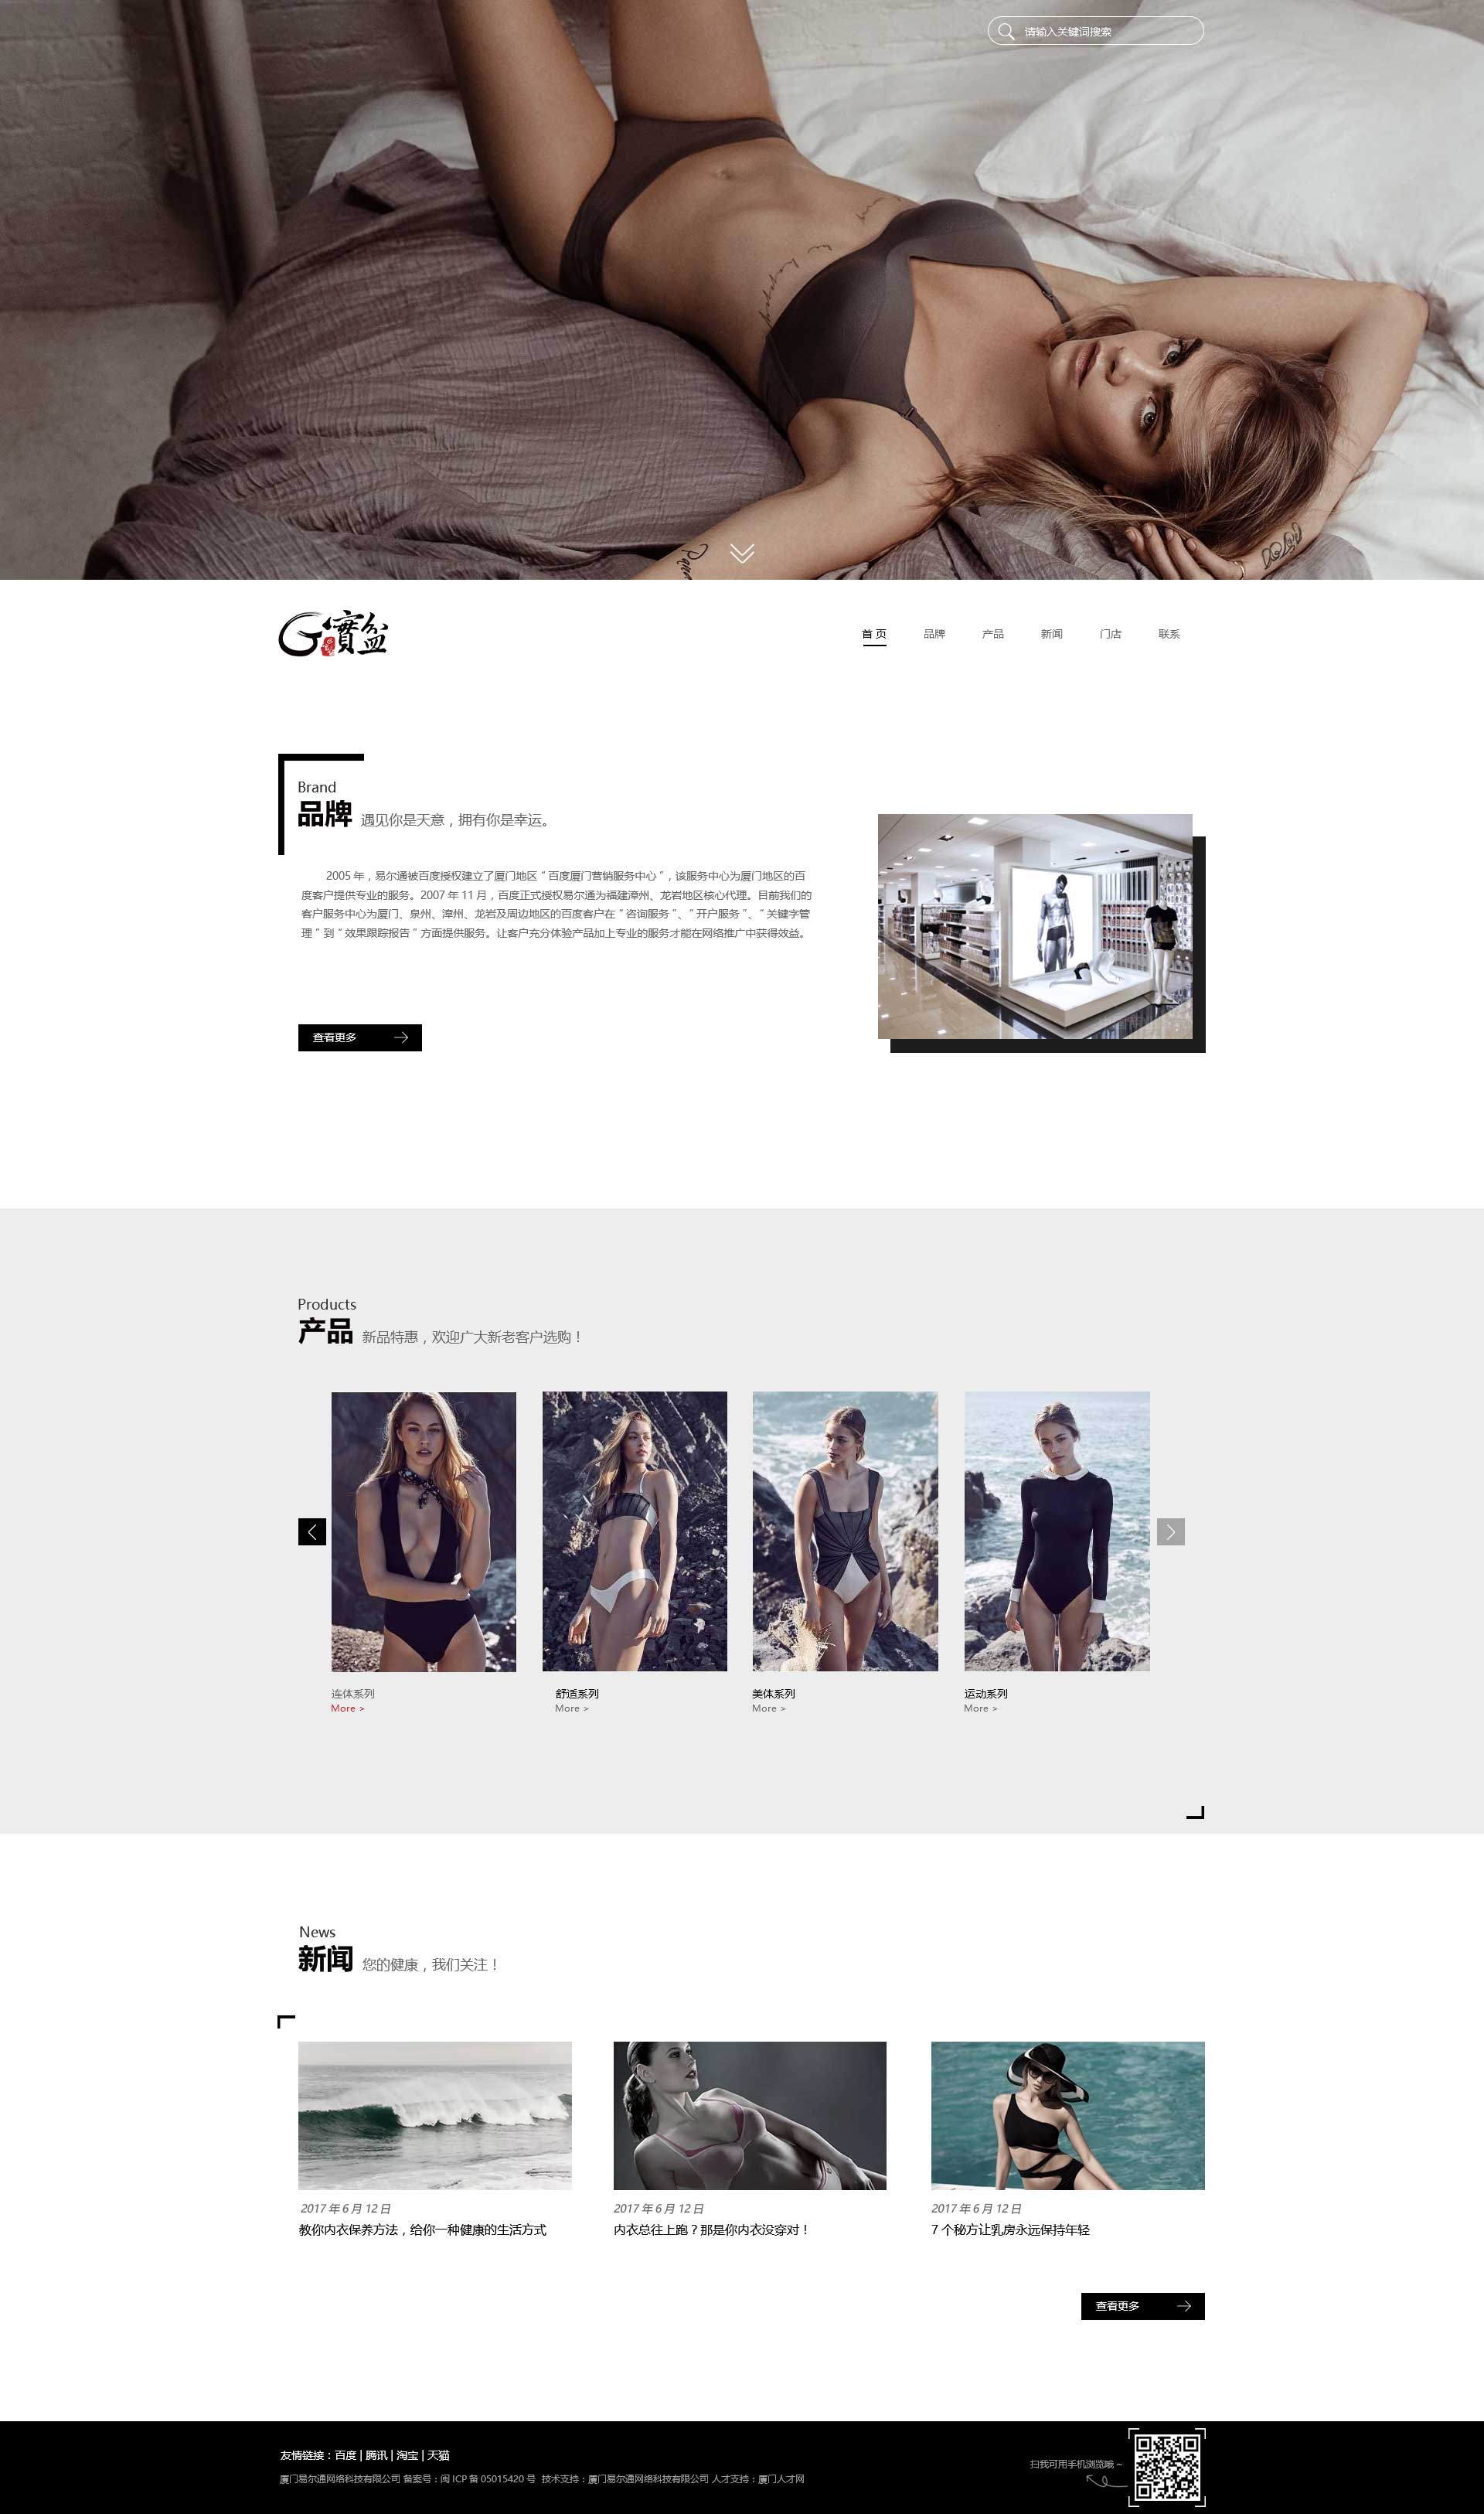 请输入关键词搜索
G寶盆
首 页
品牌
产品
新闻
门店
联系
Brand
品牌 遇见你是天意，拥有你是幸运。
2005 年，易尔通被百度授权建立了厦门地区＂百度厦门营销服务中心＂，该服务中心为厦门地区的百
度客户提供专业的服务。2007 年 11 月，百度正式授权易尔通为福建漳州、龙岩地区核心代理。目前我们的
客户服务中心为厦门、泉州、漳州、龙岩及周边地区的百度客户在＂咨询服务＂、＂开户服务＂、＂关键字管
理＂到＂效果跟踪报告＂方面提供服务。让客户充分体验产品加上专业的服务才能在网络推广中获得效益。
查看更多
Products
产品 新品特惠，欢迎广大新老客户选购！
连体系列
More >
舒适系列
More >
美体系列
More >
运动系列
More >
News
新闻 您的健康，我们关注！
2017 年 6 月 12 日
教你内衣保养方法，给你一种健康的生活方式
2017 年 6 月 12 日
内衣总往上跑？那是你内衣没穿对！
2017 年 6 月 12 日
7 个秘方让乳房永远保持年轻
查看更多
友情链接：百度 | 腾讯 | 淘宝 | 天猫
厦门易尔通网络科技有限公司 备案号：闽 ICP 备 05015420 号 技术支持：厦门易尔通网络科技有限公司 人才支持：厦门人才网
扫我可用手机浏览喃 ~